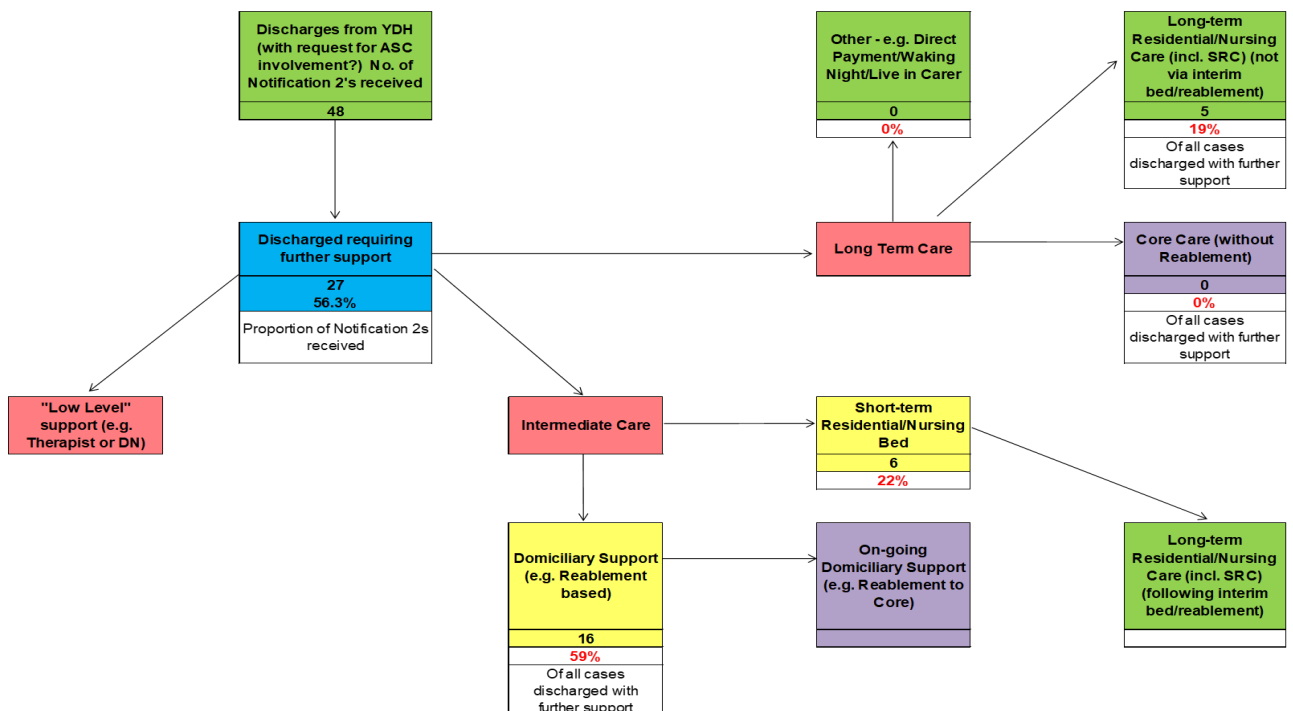 Discharges from YDH
(with request for ASC
involvement?) No. of
Notification 2's received
48
Other - e.g. Direct
Payment/Waking
Night/Live in Carer
0
0%
Long-term
Residential/Nursing
Care (incl. SRC) (not
via interim
bed/reablement)
5
19%
Of all cases
discharged with further
support
Discharged requiring
further support
27
56.3%
Proportion of Notification 2s
received
Long Term Care
Core Care (without
Reablement)
0
0%
Of all cases
discharged with further
support
"Low Level"
support (e.g.
Therapist or DN)
Intermediate Care
Short-term
Residential/Nursing
Bed
6
22%
Domiciliary Support
(e.g. Reablement
based)
16
59%
Of all cases
discharged with
further support
On-going
Domiciliary Support
(e.g. Reablement to
Core)
Long-term
Residential/Nursing
Care (incl. SRC)
(following interim
bed/reablement)